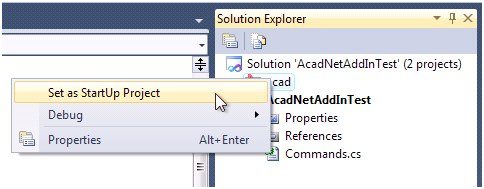 Solution Explorer
Solution 'AcadNetAddInTest' (2 projects)
cad
AcadNetAddInTest
Properties
References
Commands.cs
Set as StartUp Project
Debug
Properties Alt+Enter